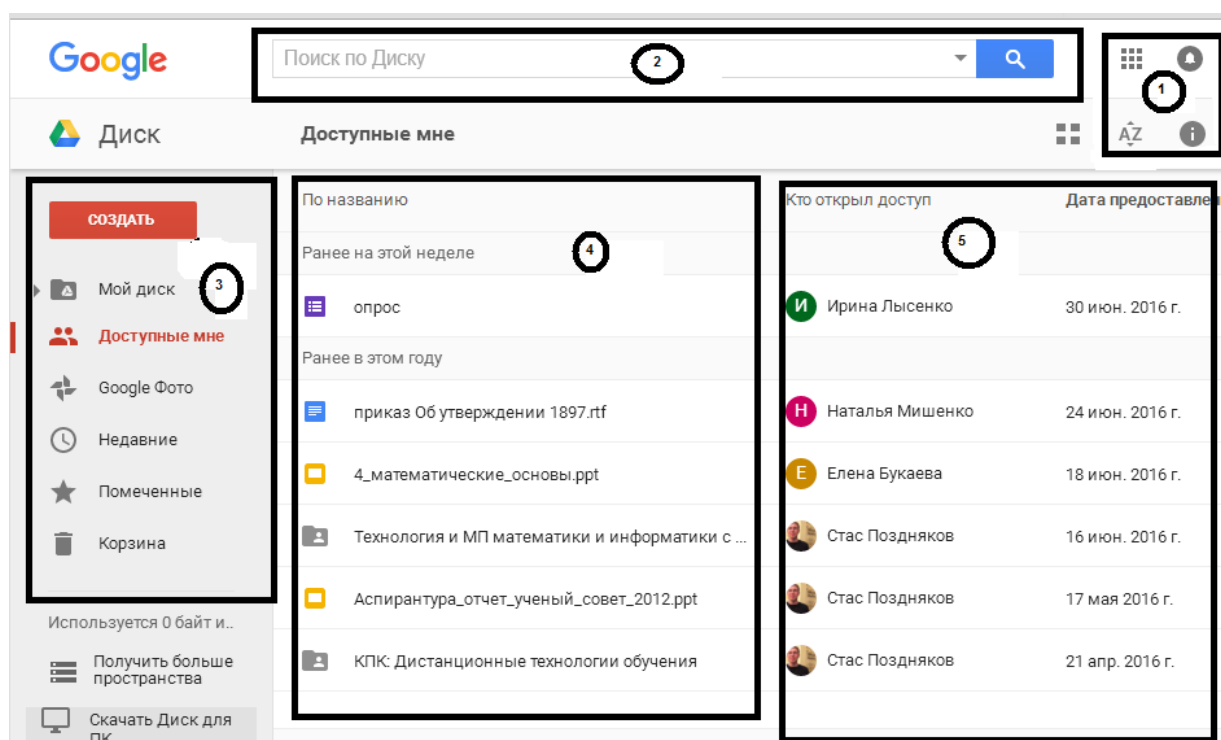 Google
Поиск по Диску
2
1
Диск
Доступные мне
AZ
СОЗДАТЬ
3
Мой диск
Доступные мне
Google Фото
Недавние
Помеченные
Корзина
Используется 0 байт и..
Получить больше
пространства
Скачать Диск для
ПК
По названию
4
Кто открыл доступ
Дата предоставлен
5
Ранее на этой неделе
опрос
И
Ирина Лысенко
30 июн. 2016 г.
Ранее в этом году
приказ Об утверждении 1897.rtf
Н
Наталья Мишенко
24 июн. 2016 г.
4_математические_основы.ppt
Е
Елена Букаева
18 июн. 2016 г.
Технология и МП математики и информатики с ...
Стас Поздняков
16 июн. 2016 г.
Аспирантура_отчет_ученый_совет_2012.ppt
Стас Поздняков
17 мая 2016 г.
КПК: Дистанционные технологии обучения
Стас Поздняков
21 апр. 2016 г.